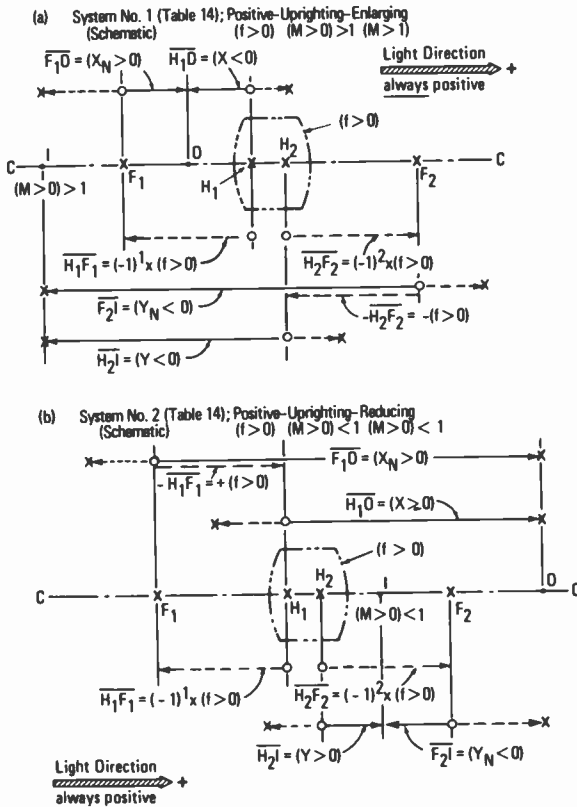 (a) System No. 1 (Table 14); Positive-Uprighting-Enlarging
(Schematic) (f>0) (M>0)>1 (M>1)
F₁O = (X_N>0) H₁O = (X<0)
Light Direction
+
always positive
(f>0)
C I O H₂ C
(M>0)>1 F₁ H₁ F₂
H₁F₁ = (-1)¹x(f>0) H₂F₂ = (-1)²x(f>0)
F₂I = (Y_N<0) -H₂F₂ = -(f>0)
H₂I = (Y<0)
(b) System No. 2 (Table 14); Positive-Uprighting-Reducing
(Schematic) (f>0) (M>0)<1 (M>0)<1
F₁O = (X_N>0)
-H₁F₁ = +(f>0)
H₁O = (X>0)
(f>0)
C H₂ I O C
F₁ H₁ (M>0)<1 F₂
H₁F₁ = (-1)¹x(f>0) H₂F₂ = (-1)²x(f>0)
H₂I = (Y>0) F₂I = (Y_N<0)
Light Direction
+
always positive